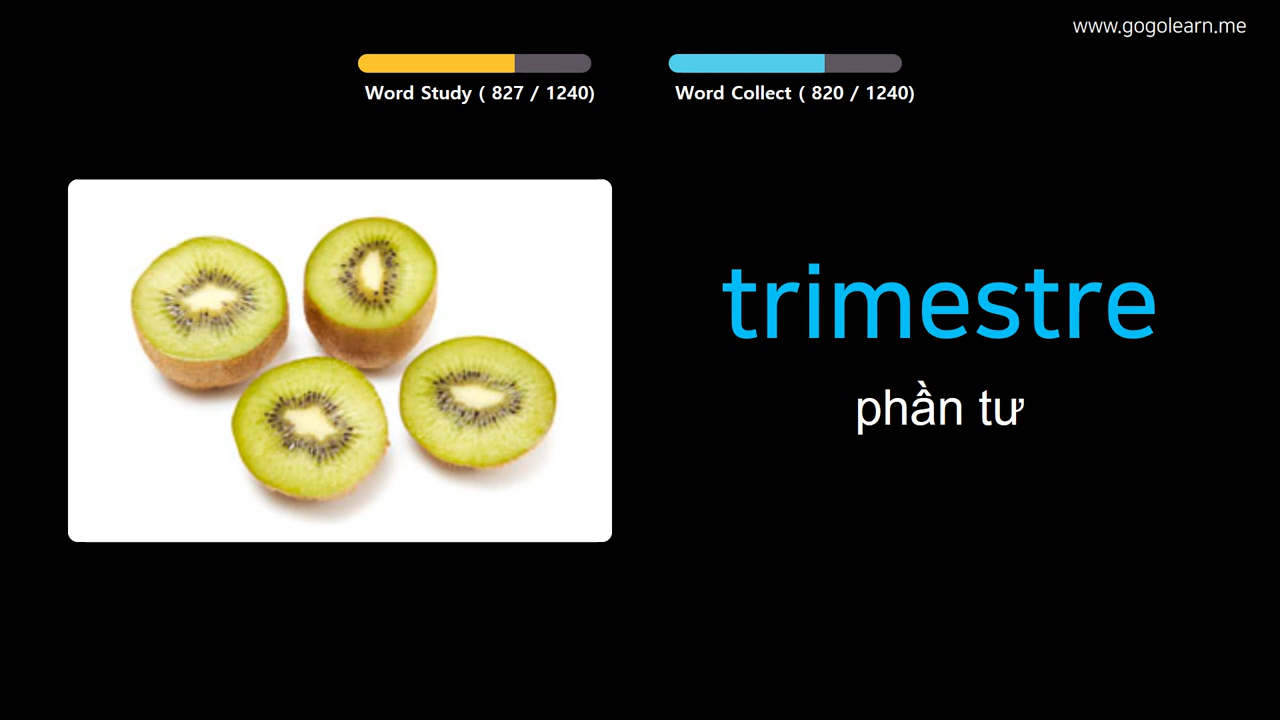 www.gogolearn.me
Word Study ( 827 / 1240)
Word Collect ( 820 / 1240)
trimestre
phần tư